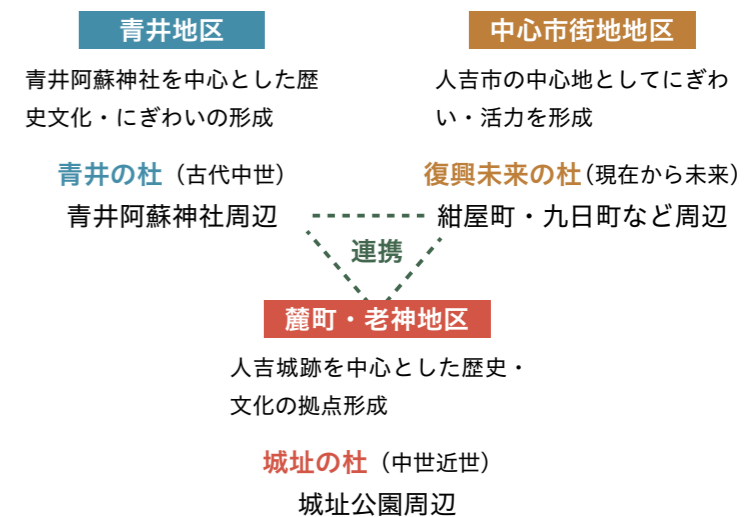 青井地区
青井阿蘇神社を中心とした歴
史文化・にぎわいの形成
青井の杜（古代中世）
青井阿蘇神社周辺
中心市街地地区
人吉市の中心地としてにぎわ
い・活力を形成
復興未来の杜（現在から未来）
紺屋町・九日町など周辺
連携
麓町・老神地区
人吉城跡を中心とした歴史・
文化の拠点形成
城址の杜（中世近世）
城址公園周辺